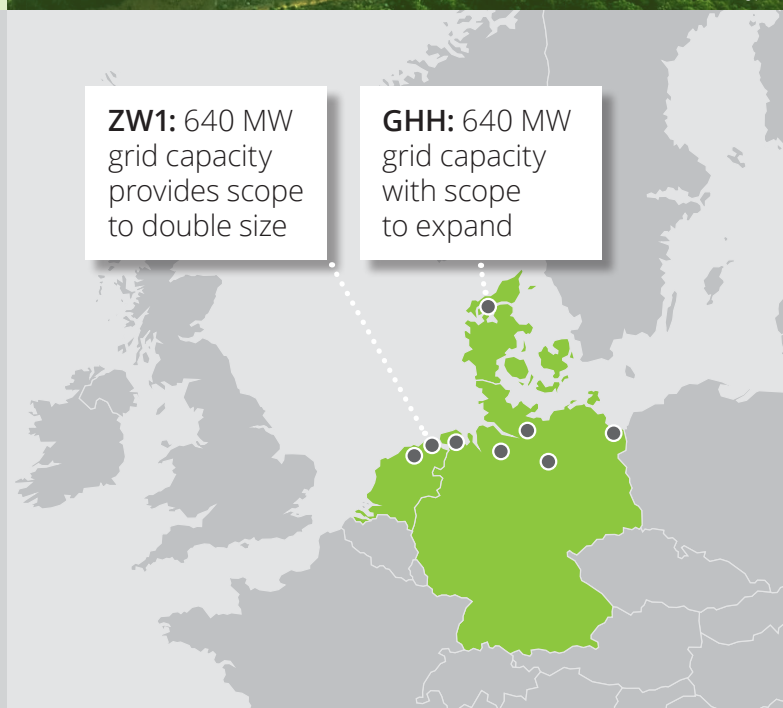 ZW1: 640 MW
grid capacity
provides scope
to double size
GHH: 640 MW
grid capacity
with scope
to expand